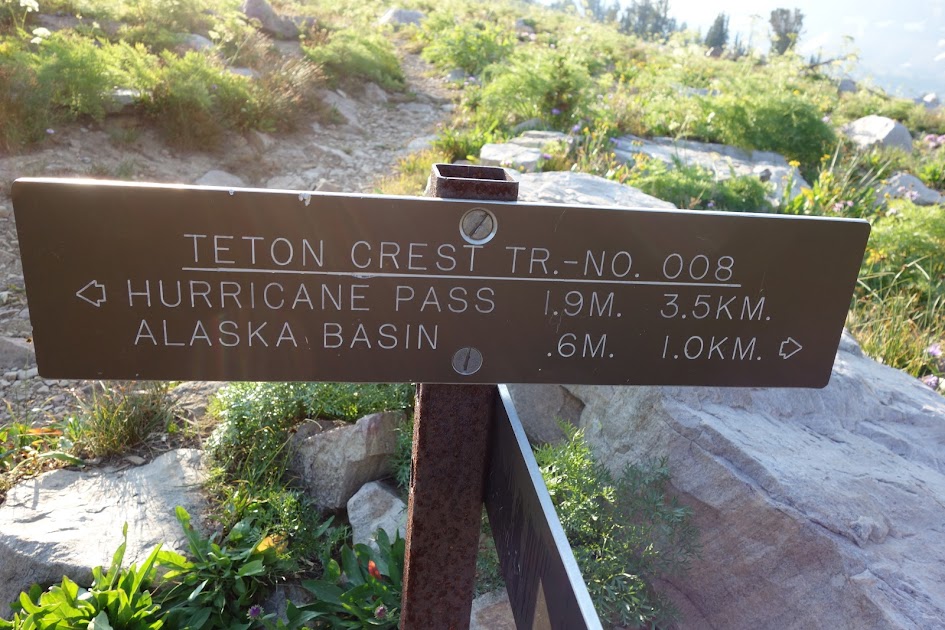 TETON CREST TR.-NO. 008
HURRICANE PASS 1.9M. 3.5KM.
ALASKA BASIN .6M. 1.0KM.